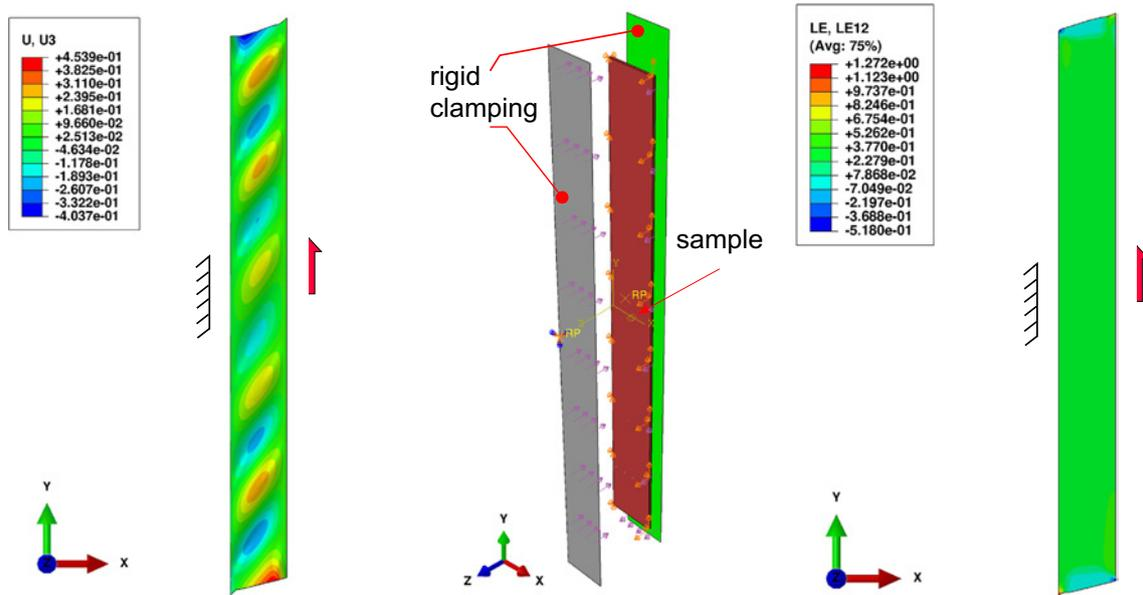 U, U3
+4.539e-01
+3.825e-01
+3.110e-01
+2.395e-01
+1.681e-01
+9.660e-02
+2.513e-02
-4.634e-02
-1.178e-01
-1.893e-01
-2.607e-01
-3.322e-01
-4.037e-01
Y
Z
X
rigid
clamping
sample
Y
RP
X
RP
Y
Z
X
LE, LE12
(Avg: 75%)
+1.272e+00
+1.123e+00
+9.737e-01
+8.246e-01
+6.754e-01
+5.262e-01
+3.770e-01
+2.279e-01
+7.868e-02
-7.049e-02
-2.197e-01
-3.688e-01
-5.180e-01
Y
Z
X